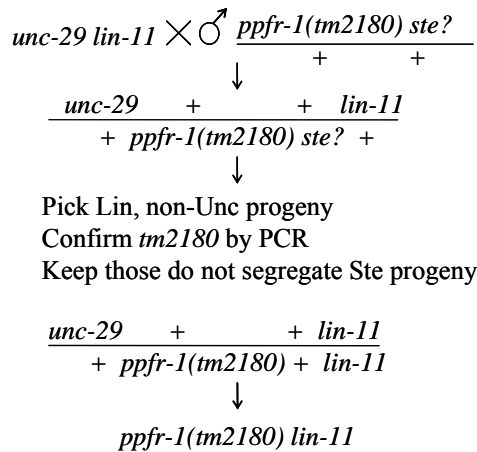 unc-29 lin-11 × ♂ ppfr-1(tm2180) ste?
+ +
unc-29 + + lin-11
+ ppfr-1(tm2180) ste? +
Pick Lin, non-Unc progeny
Confirm tm2180 by PCR
Keep those do not segregate Ste progeny
unc-29 + + lin-11
+ ppfr-1(tm2180) + lin-11
ppfr-1(tm2180) lin-11